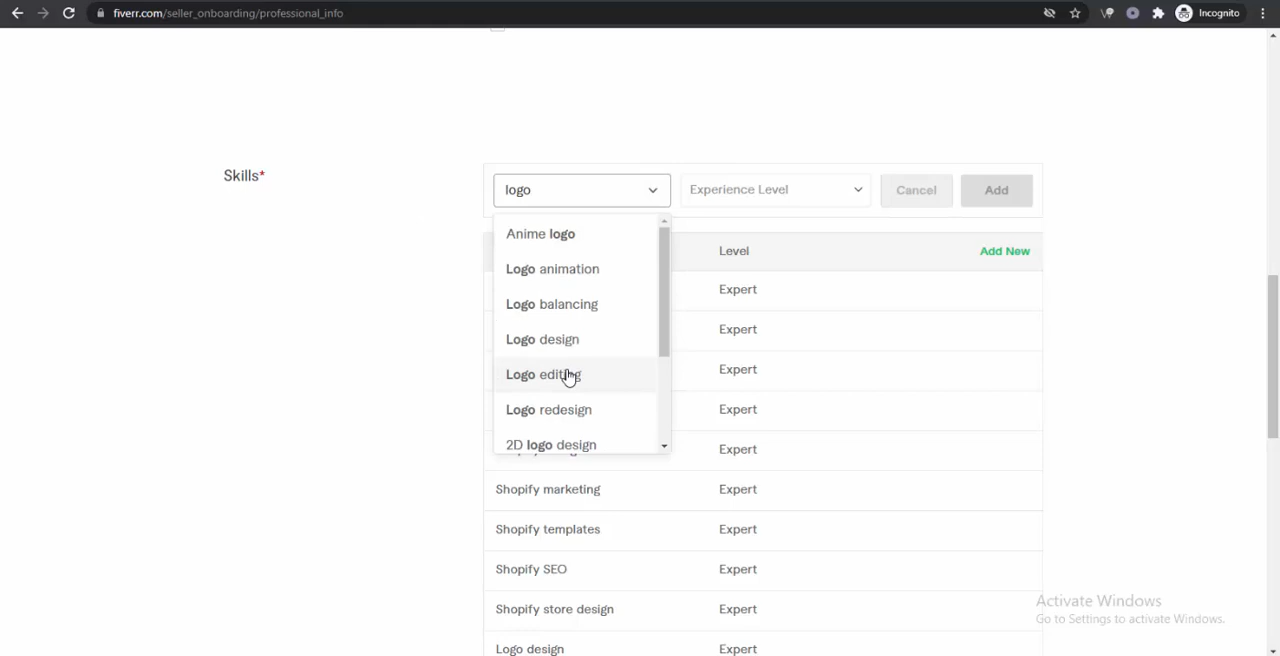 fiverr.com/seller_onboarding/professional_info
Incognito
Skills*
logo
Experience Level
Cancel
Add
Anime logo
Logo animation
Logo balancing
Logo design
Logo editing
Logo redesign
2D logo design
Level
Add New
Expert
Expert
Expert
Expert
Expert
Shopify marketing Expert
Shopify templates Expert
Shopify SEO Expert
Shopify store design Expert
Logo design Expert
Activate Windows
Go to Settings to activate Windows.